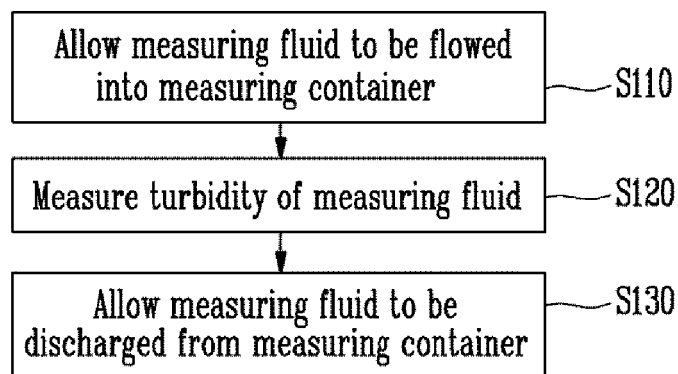 Allow measuring fluid to be flowed
into measuring container
S110
Measure turbidity of measuring fluid
S120
Allow measuring fluid to be
discharged from measuring container
S130